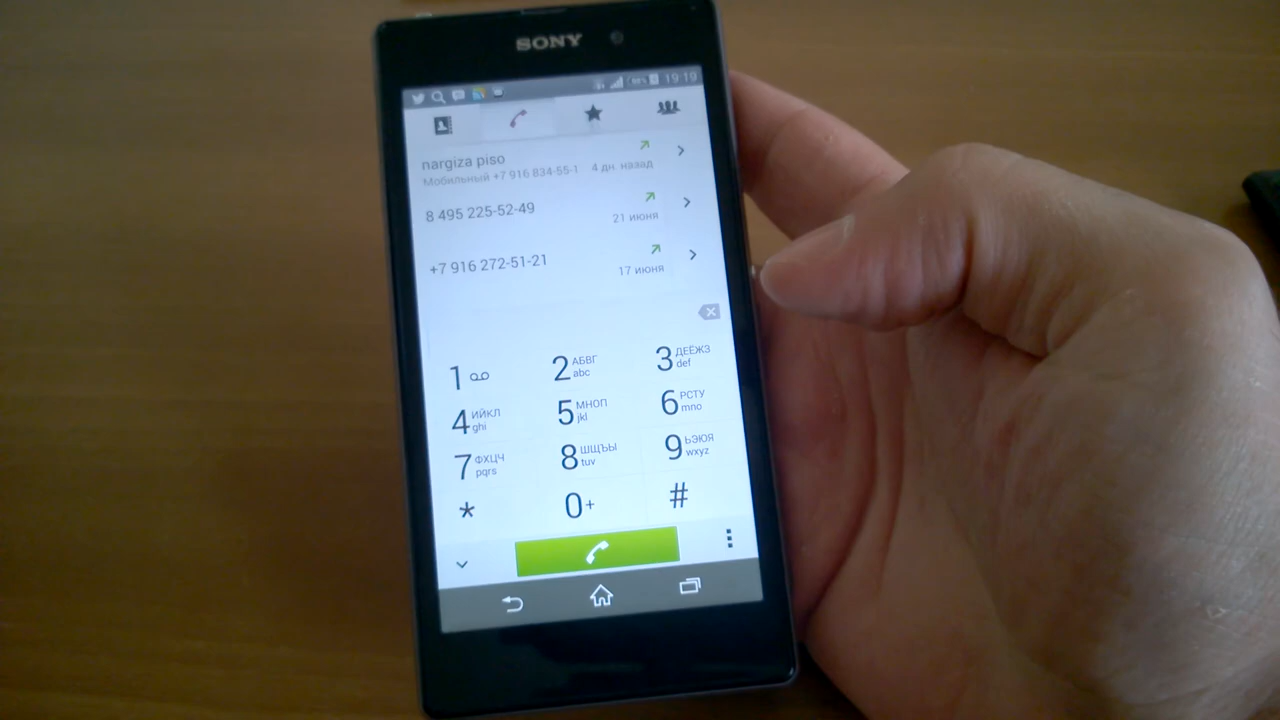 SONY
19:19
nargiza piso
Мобильный +7 916 834-55-1 4 дн. назад
8 495 225-52-49
21 июня
+7 916 272-51-21
17 июня
1 2 АБВГ abc 3 ДЕЁЖЗ def
4 ИЙКЛ ghi 5 МНОП jkl 6 РСТУ mno
7 ФХЦЧ pqrs 8 ШЩЪЫ tuv 9 ЬЭЮЯ wxyz
* 0+ #